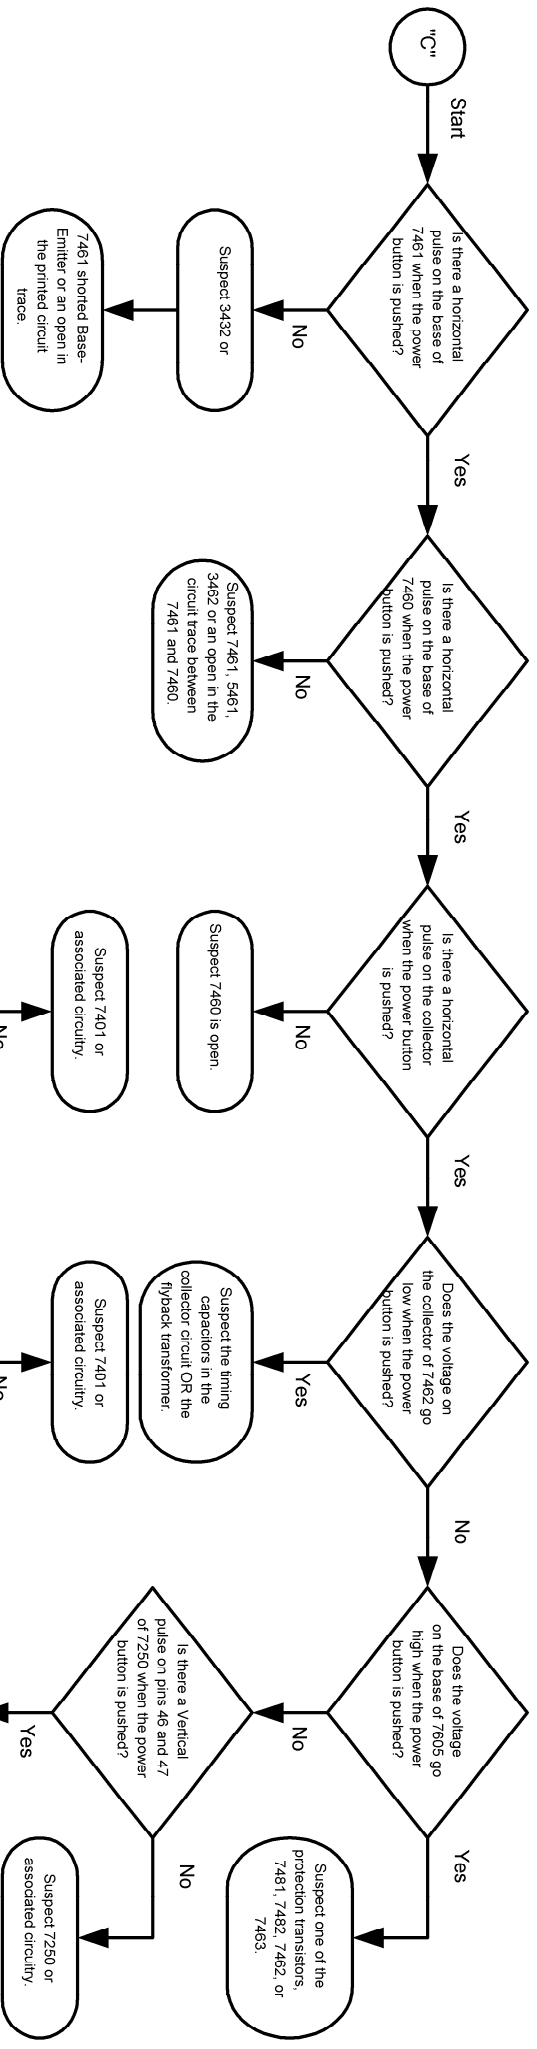 "C"
Start
Is there a horizontal
pulse on the base of
7461 when the power
button is pushed?
No
Suspect 3432 or
7461 shorted Base-
Emitter or an open in
the printed circuit
trace.
Yes
Is there a horizontal
pulse on the base of
7460 when the power
button is pushed?
No
Suspect 7461, 5461,
3462 or an open in the
circuit trace between
7461 and 7460.
Yes
Is there a horizontal
pulse on the collector
when the power button
is pushed?
No
Suspect 7460 is open.
Suspect 7401 or
associated circuitry.
No
Yes
Does the voltage on
the collector of 7462 go
low when the power
button is pushed?
Yes
Suspect the timing
capacitors in the
collector circuit OR the
flyback transformer.
Suspect 7401 or
associated circuitry.
No
No
Does the voltage
on the base of 7605 go
high when the power
button is pushed?
Yes
Suspect one of the
protection transistors,
7481, 7482, 7462, or
7463.
No
Is there a Vertical
pulse on pins 46 and 47
of 7250 when the power
button is pushed?
No
Suspect 7250 or
associated circuitry.
Yes